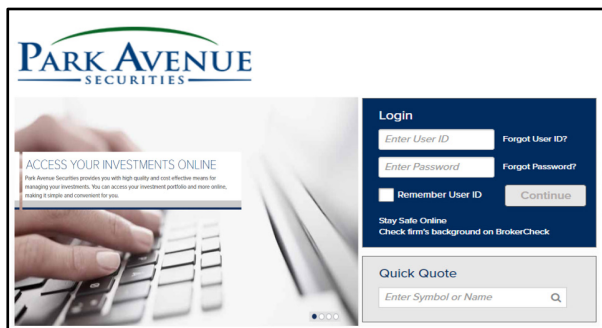 PARK AVENUE
SECURITIES
ACCESS YOUR INVESTMENTS ONLINE
Park Avenue Securities provides you with high quality and cost effective means for
managing your investments. You can access your investment portfolio and more online,
making it simple and convenient for you.
Login
Enter User ID
Forgot User ID?
Enter Password
Forgot Password?
Remember User ID
Continue
Stay Safe Online
Check firm's background on BrokerCheck
Quick Quote
Enter Symbol or Name